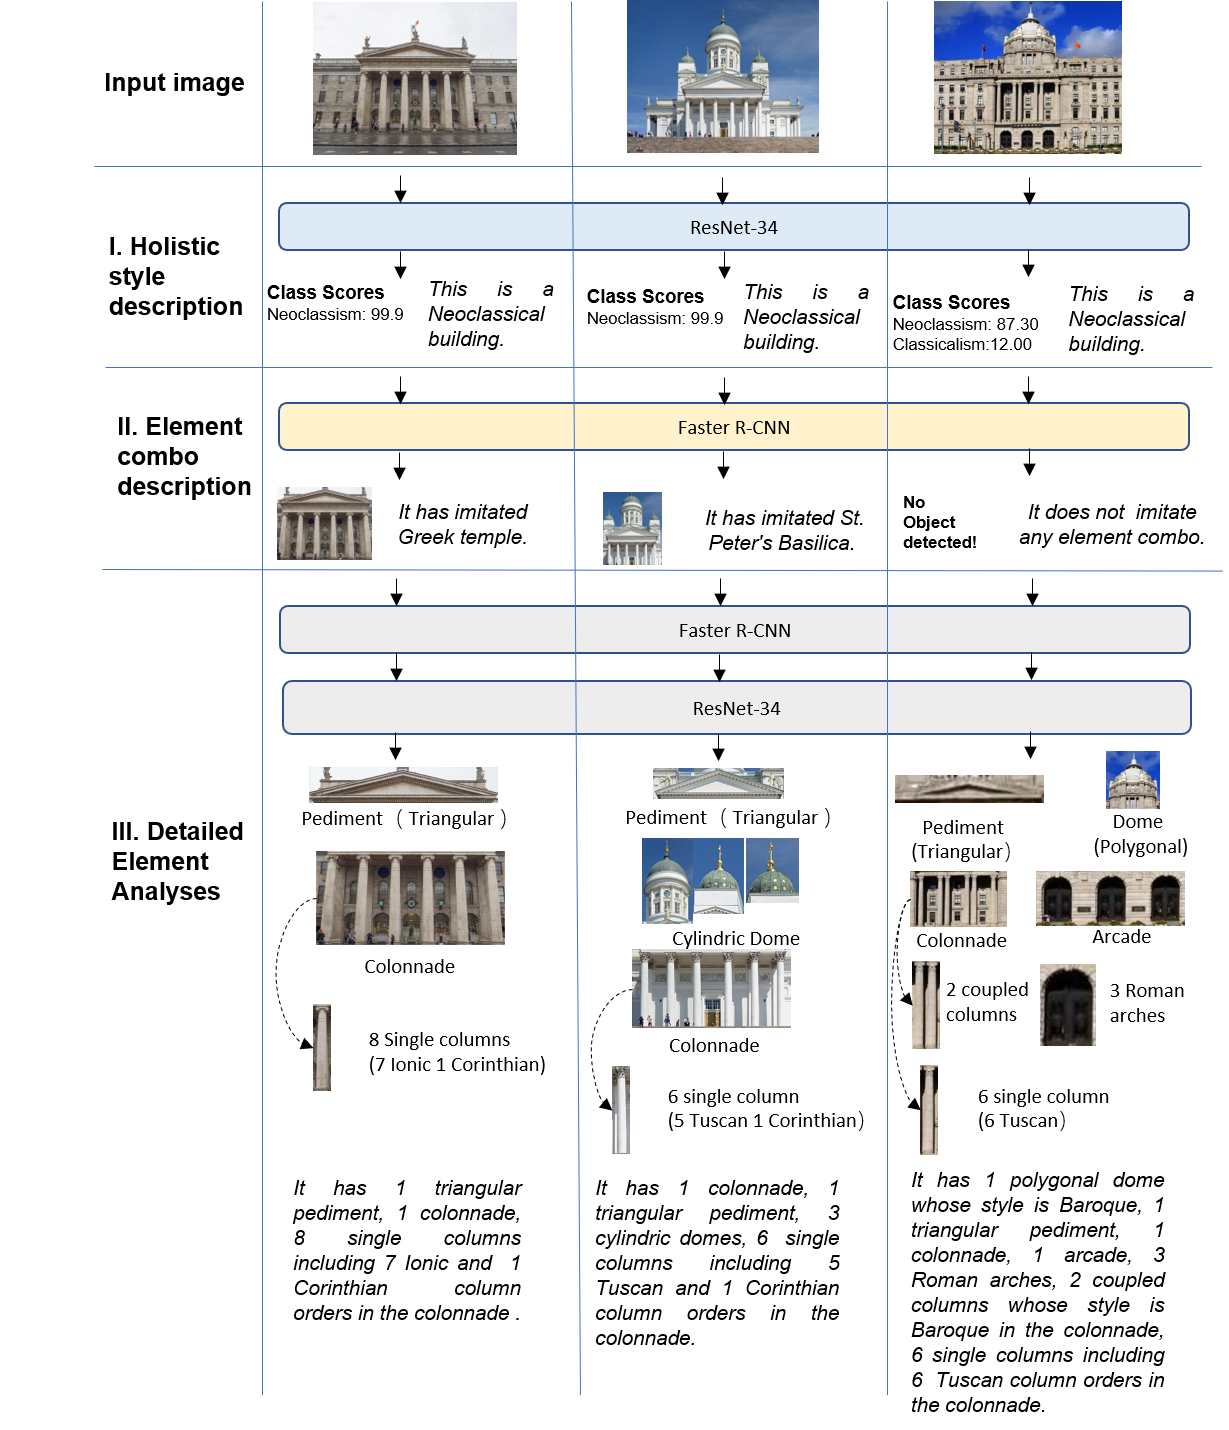 Input image
I. Holistic
style
description
ResNet-34
Class Scores
Neoclassism: 99.9
This is a
Neoclassical
building.
Class Scores
Neoclassism: 99.9
This is a
Neoclassical
building.
Class Scores
Neoclassism: 87.30
Classicalism:12.00
This is a
Neoclassical
building.
II. Element
combo
description
Faster R-CNN
It has imitated
Greek temple.
It has imitated St.
Peter's Basilica.
No
Object
detected!
It does not imitate
any element combo.
III. Detailed
Element
Analyses
Faster R-CNN
ResNet-34
Pediment （ Triangular ）
Colonnade
8 Single columns
(7 Ionic 1 Corinthian)
It has 1 triangular
pediment, 1 colonnade,
8 single columns
including 7 Ionic and 1
Corinthian column
orders in the colonnade .
Pediment （ Triangular ）
Cylindric Dome
Colonnade
6 single column
(5 Tuscan 1 Corinthian）
It has 1 colonnade, 1
triangular pediment, 3
cylindric domes, 6 single
columns including 5
Tuscan and 1 Corinthian
column orders in the
colonnade.
Pediment
(Triangular）
Dome
(Polygonal)
Colonnade
Arcade
2 coupled
columns
3 Roman
arches
6 single column
(6 Tuscan）
It has 1 polygonal dome
whose style is Baroque, 1
triangular pediment, 1
colonnade, 1 arcade, 3
Roman arches, 2 coupled
columns whose style is
Baroque in the colonnade,
6 single columns including
6 Tuscan column orders in
the colonnade.